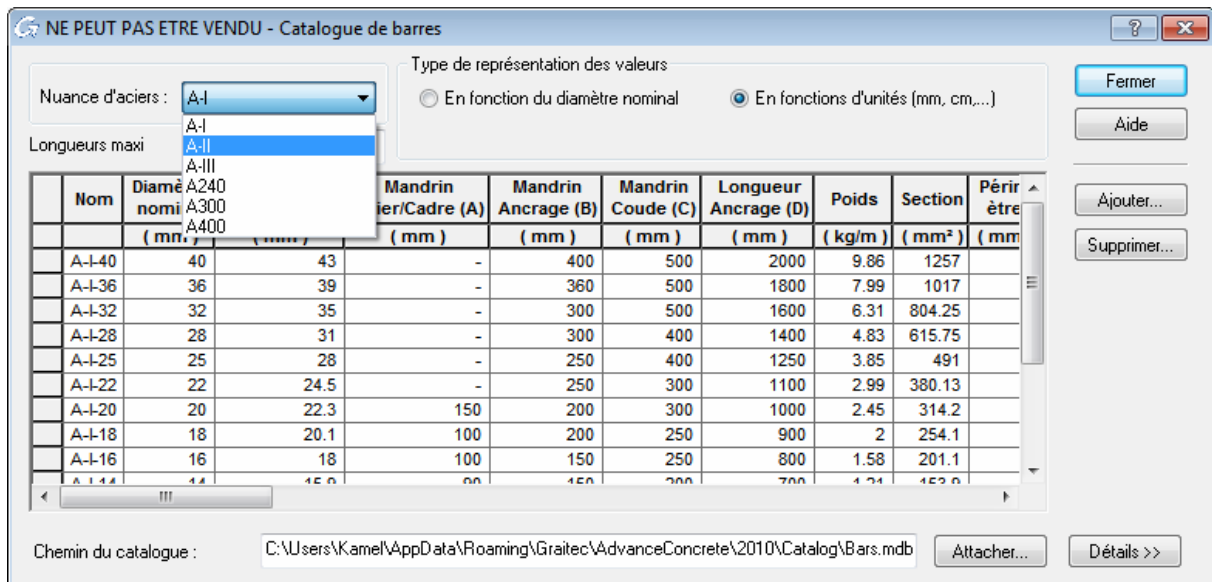 NE PEUT PAS ETRE VENDU - Catalogue de barres
Type de représentation des valeurs
Nuance d'aciers : A-I
En fonction du diamètre nominal
En fonctions d'unités (mm, cm,...)
Fermer
Aide
Longueurs maxi
A-I
A-II
A-III
A240
A300
A400
Ajouter...
Supprimer...
Nom Mandrin Mandrin Mandrin Longueur Poids Section
Ancrage (B) Coude (C) Ancrage (D)
( mm ) ( mm ) ( mm ) ( mm ) ( kg/m ) ( mm² )
A-I-40 40 43 - 400 500 2000 9.86 1257
A-I-36 36 39 - 360 500 1800 7.99 1017
A-I-32 32 35 - 300 500 1600 6.31 804.25
A-I-28 28 31 - 300 400 1400 4.83 615.75
A-I-25 25 28 - 250 400 1250 3.85 491
A-I-22 22 24.5 - 250 300 1100 2.99 380.13
A-I-20 20 22.3 150 200 300 1000 2.45 314.2
A-I-18 18 20.1 100 200 250 900 2 254.1
A-I-16 16 18 100 150 250 800 1.58 201.1
Chemin du catalogue : C:\Users\Kamel\AppData\Roaming\Graitec\AdvanceConcrete\2010\Catalog\Bars.mdb Attacher... Détails >>